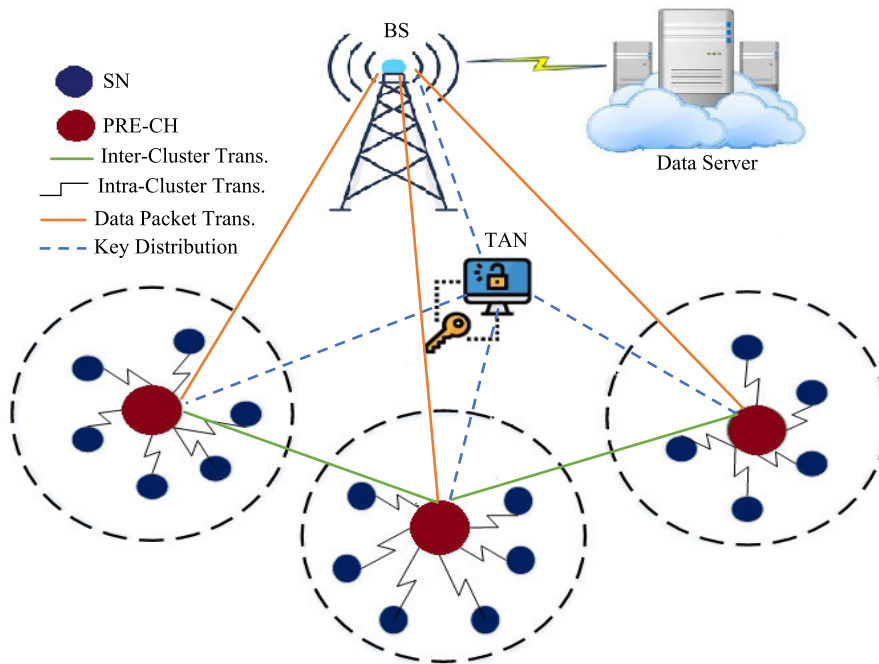 BS
SN
PRE-CH
Inter-Cluster Trans.
Intra-Cluster Trans.
Data Packet Trans.
Key Distribution
Data Server
TAN